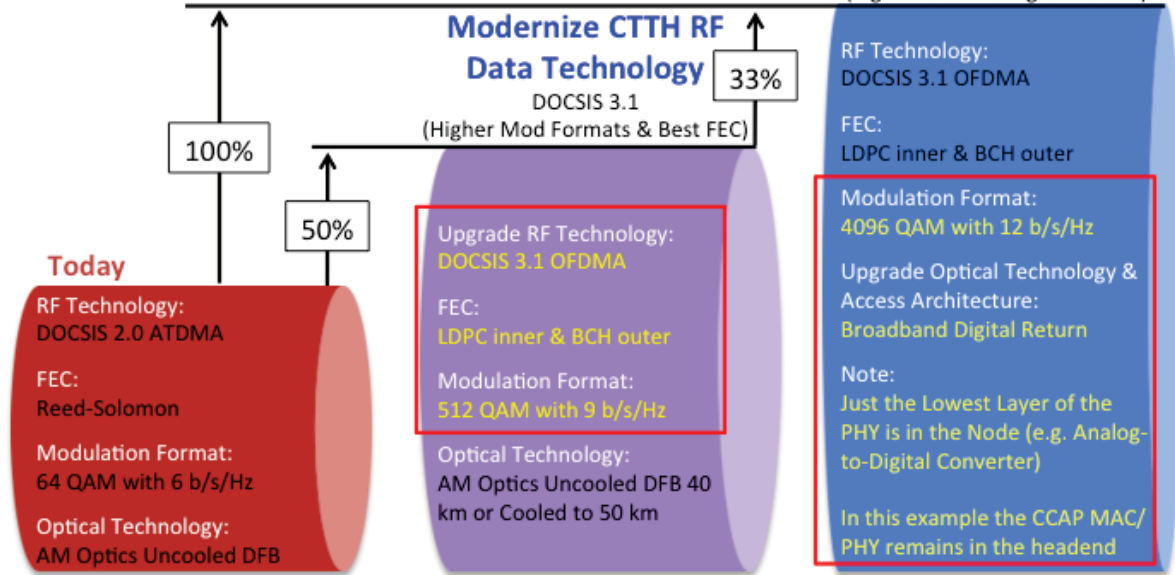 Modernize CTTH RF
Data Technology
DOCSIS 3.1
(Higher Mod Formats & Best FEC)
100%
50%
33%
Today
RF Technology:
DOCSIS 2.0 ATDMA
FEC:
Reed-Solomon
Modulation Format:
64 QAM with 6 b/s/Hz
Optical Technology:
AM Optics Uncooled DFB
Upgrade RF Technology:
DOCSIS 3.1 OFDMA
FEC:
LDPC inner & BCH outer
Modulation Format:
512 QAM with 9 b/s/Hz
Optical Technology:
AM Optics Uncooled DFB 40
km or Cooled to 50 km
RF Technology:
DOCSIS 3.1 OFDMA
FEC:
LDPC inner & BCH outer
Modulation Format:
4096 QAM with 12 b/s/Hz
Upgrade Optical Technology &
Access Architecture:
Broadband Digital Return
Note:
Just the Lowest Layer of the
PHY is in the Node (e.g. Analog-
to-Digital Converter)
In this example the CCAP MAC/
PHY remains in the headend